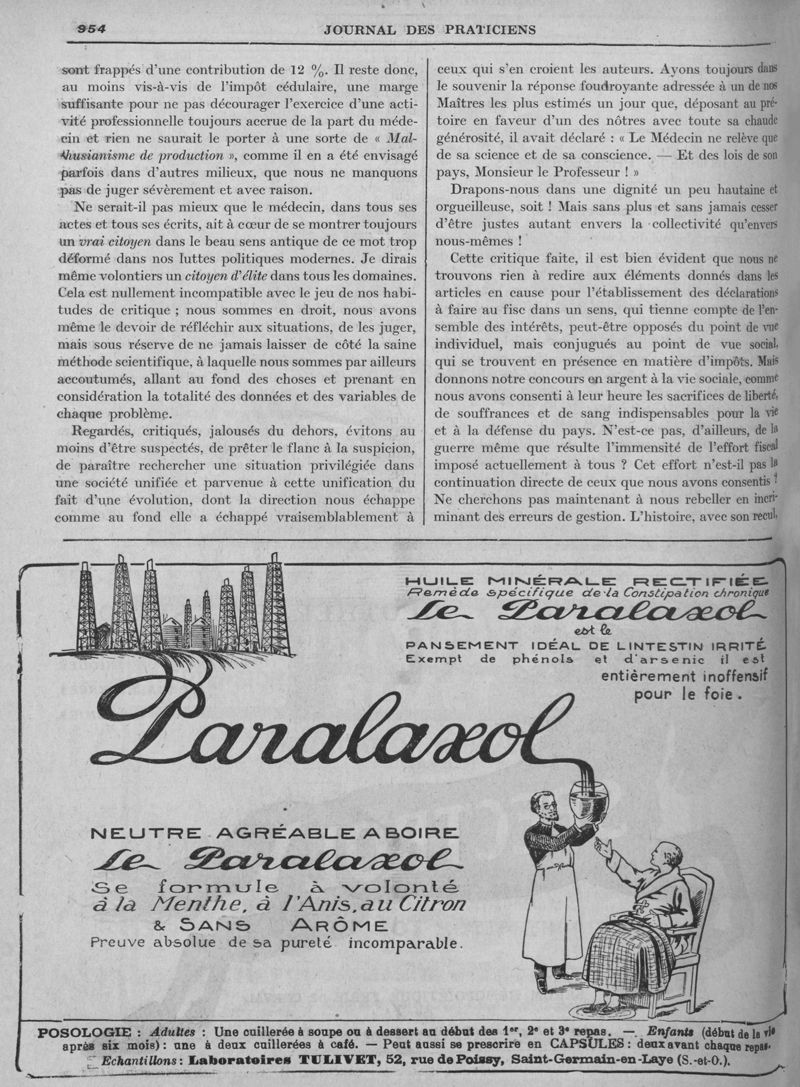 954
JOURNAL DES PRATICIENS
sont frappés d'une contribution de 12 %. Il reste donc,
au moins vis-à-vis de l'impôt cédulaire, une marge
suffisante pour ne pas décourager l'exercice d'une acti-
vité professionnelle toujours accrue de la part du méde-
cin et rien ne saurait le porter à une sorte de « Mal-
thusianisme de production », comme il en a été envisagé
parfois dans d'autres milieux, que nous ne manquons
pas de juger sévèrement et avec raison.
Ne serait-il pas mieux que le médecin, dans tous ses
actes et tous ses écrits, ait à cœur de se montrer toujours
un vrai citoyen dans le beau sens antique de ce mot trop
déformé dans nos luttes politiques modernes. Je dirais
même volontiers un citoyen d'élite dans tous les domaines.
Cela est nullement incompatible avec le jeu de nos habi-
tudes de critique ; nous sommes en droit, nous avons
même le devoir de réfléchir aux situations, de les juger,
mais sous réserve de ne jamais laisser de côté la saine
méthode scientifique, à laquelle nous sommes par ailleurs
accoutumés, allant au fond des choses et prenant en
considération la totalité des données et des variables de
chaque problème.
Regardés, critiqués, jalousés du dehors, évitons au
moins d'être suspectés, de prêter le flanc à la suspicion,
de paraître rechercher une situation privilégiée dans
une société unifiée et parvenue à cette unification du
fait d'une évolution, dont la direction nous échappe
comme au fond elle a échappé vraisemblablement à
ceux qui s'en croient les auteurs. Ayons toujours dans
le souvenir la réponse foudroyante adressée à un de nos
Maîtres les plus estimés un jour que, déposant au pré-
toire en faveur d'un des nôtres avec toute sa chaude
générosité, il avait déclaré : « Le Médecin ne relève que
de sa science et de sa conscience. — Et des lois de son
pays, Monsieur le Professeur ! »
Drapons-nous dans une dignité un peu hautaine et
orgueilleuse, soit ! Mais sans plus et sans jamais cesser
d'être justes autant envers la collectivité qu'envers
nous-mêmes !
Cette critique faite, il est bien évident que nous ne
trouvons rien à redire aux éléments donnés dans les
articles en cause pour l'établissement des déclarations
à faire au fisc dans un sens, qui tienne compte de l'en-
semble des intérêts, peut-être opposés du point de vue
individuel, mais conjugués au point de vue social,
qui se trouvent en présence en matière d'impôts. Mais
donnons notre concours en argent à la vie sociale, comme
nous avons consenti à leur heure les sacrifices de liberté,
de souffrances et de sang indispensables pour la vie
et à la défense du pays. N'est-ce pas, d'ailleurs, de la
guerre même que résulte l'immensité de l'effort fiscal
imposé actuellement à tous ? Cet effort n'est-il pas la
continuation directe de ceux que nous avons consentis ?
Ne cherchons pas maintenant à nous rebeller en incri-
minant des erreurs de gestion. L'histoire, avec son recul,
HUILE MINÉRALE RECTIFIÉE
Remède spécifique de la Constipation chronique
Le Paralaxol
est le
PANSEMENT IDÉAL DE L'INTESTIN IRRITÉ
Exempt de phénols et d'arsenic il est
entièrement inoffensif
pour le foie.
Paralaxol
NEUTRE AGRÉABLE A BOIRE
Le Paralaxol
Se formule à volonté
à la Menthe, à l'Anis, au Citron
& SANS ARÔME
Preuve absolue de sa pureté incomparable.
POSOLOGIE : Adultes : Une cuillerée à soupe ou à dessert au début des 1er, 2e et 3e repas. — Enfants (début de la vie
après six mois) : une à deux cuillerées à café. — Peut aussi se prescrire en CAPSULES : deux avant chaque repas.
Echantillons : Laboratoires TULIVET, 52, rue de Poissy, Saint-Germain-en-Laye (S.-et-O.).